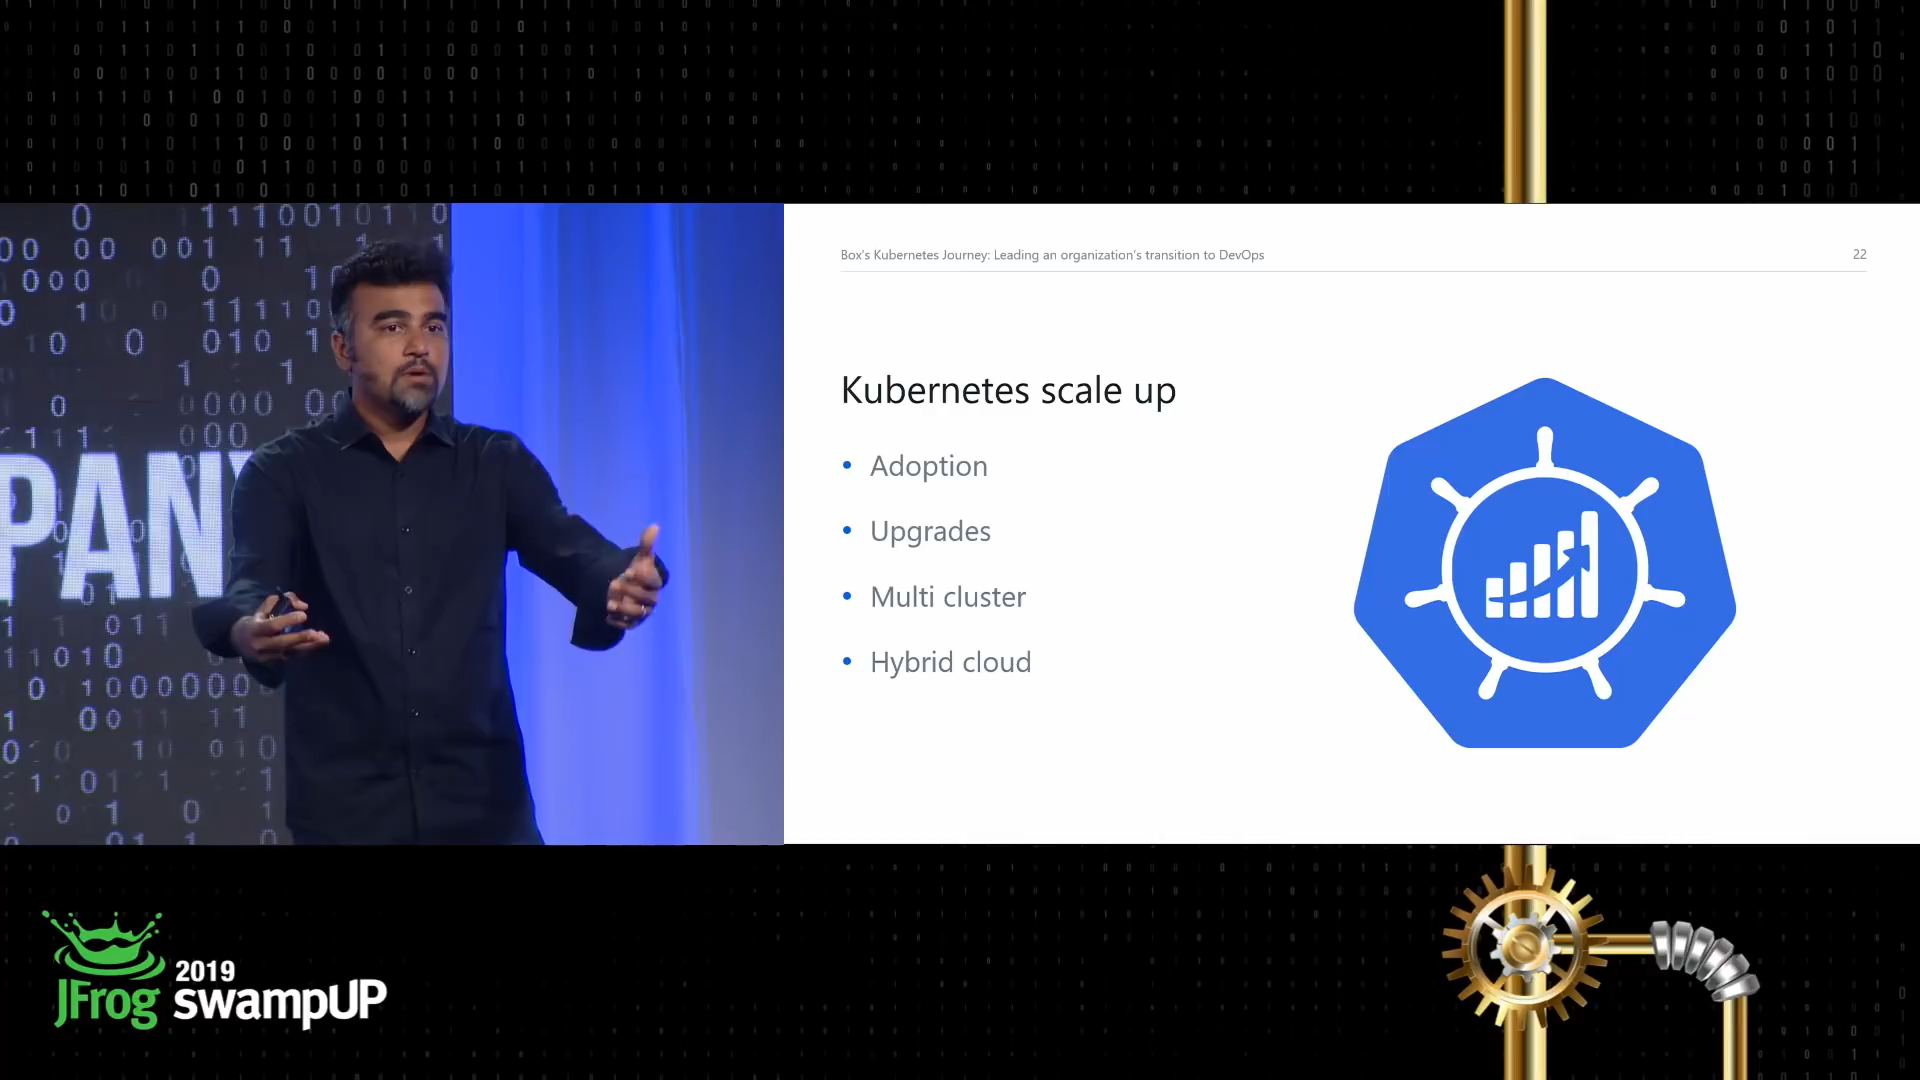 Box's Kubernetes Journey: Leading an organization's transition to DevOps
22
Kubernetes scale up
• Adoption
• Upgrades
• Multi cluster
• Hybrid cloud
PANY
JFrog
2019
swampUP